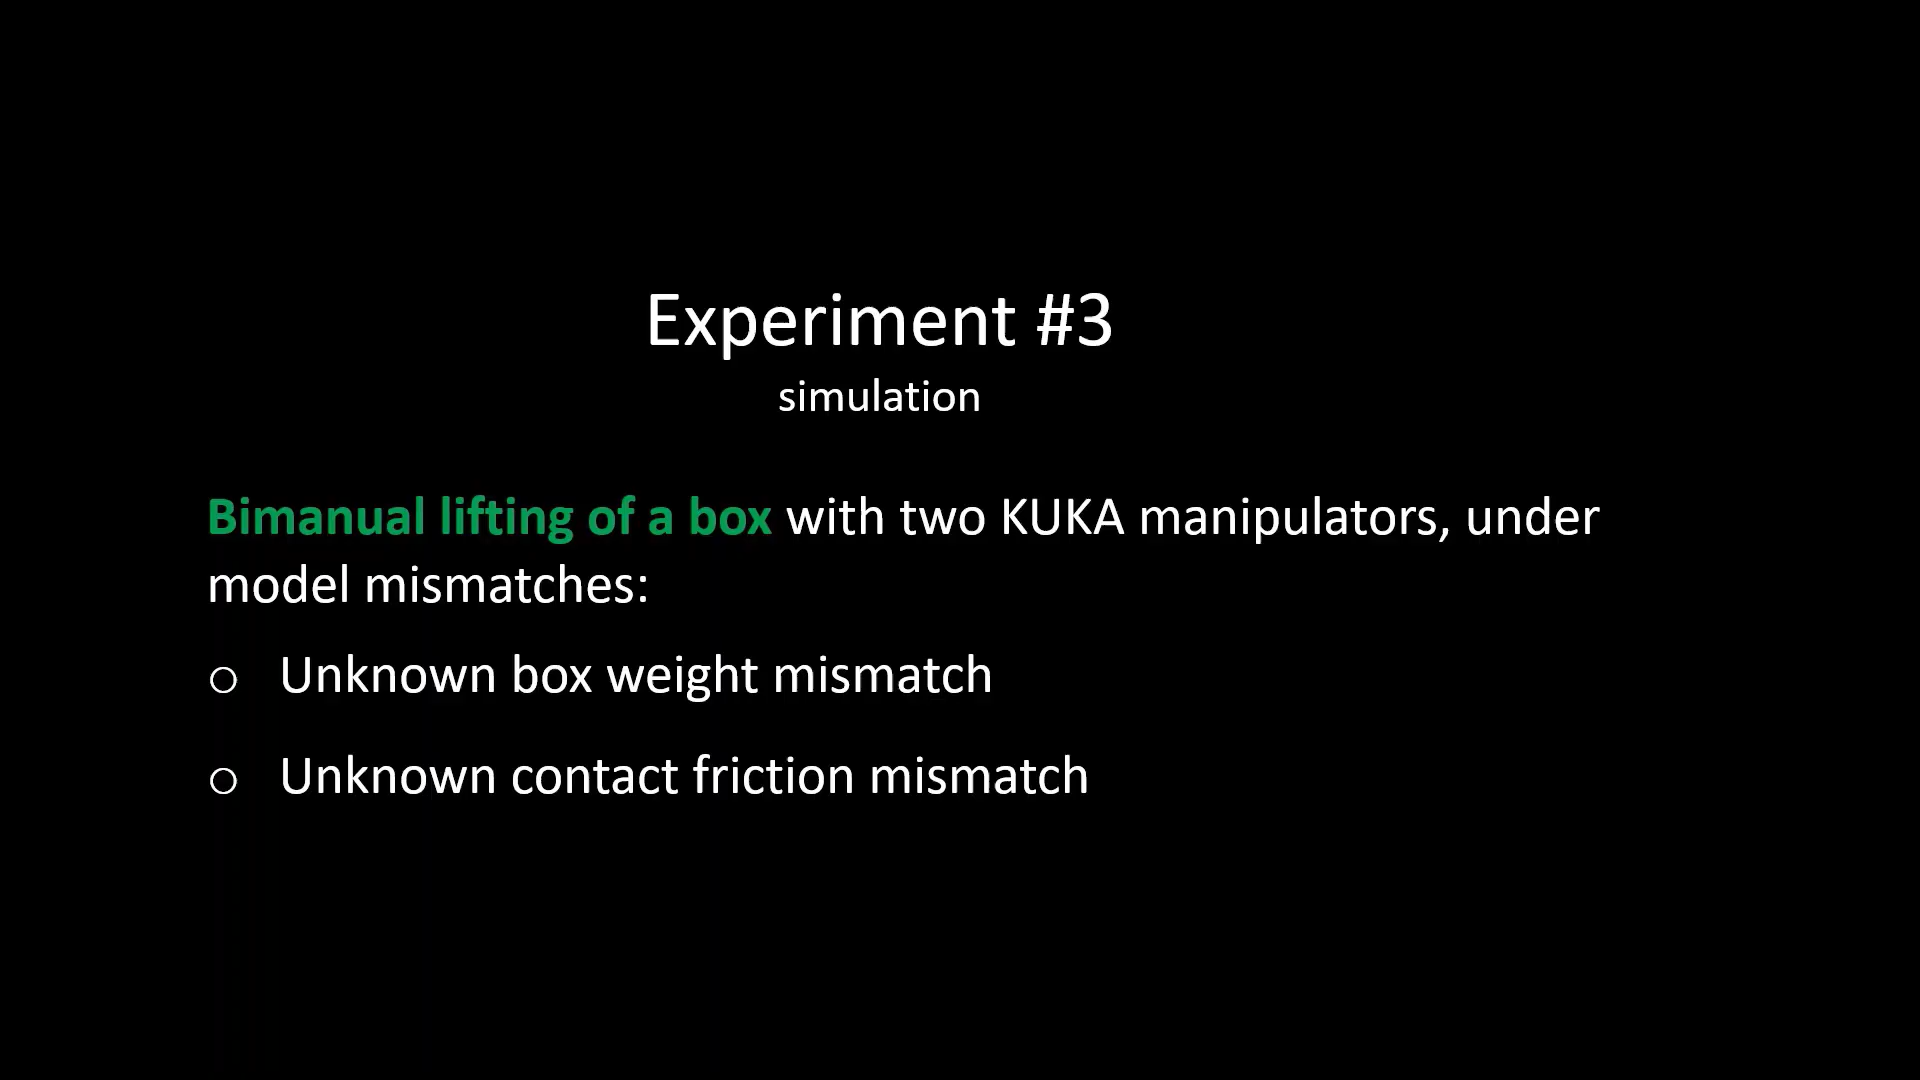 Experiment #3
simulation
Bimanual lifting of a box with two KUKA manipulators, under
model mismatches:
o Unknown box weight mismatch
o Unknown contact friction mismatch